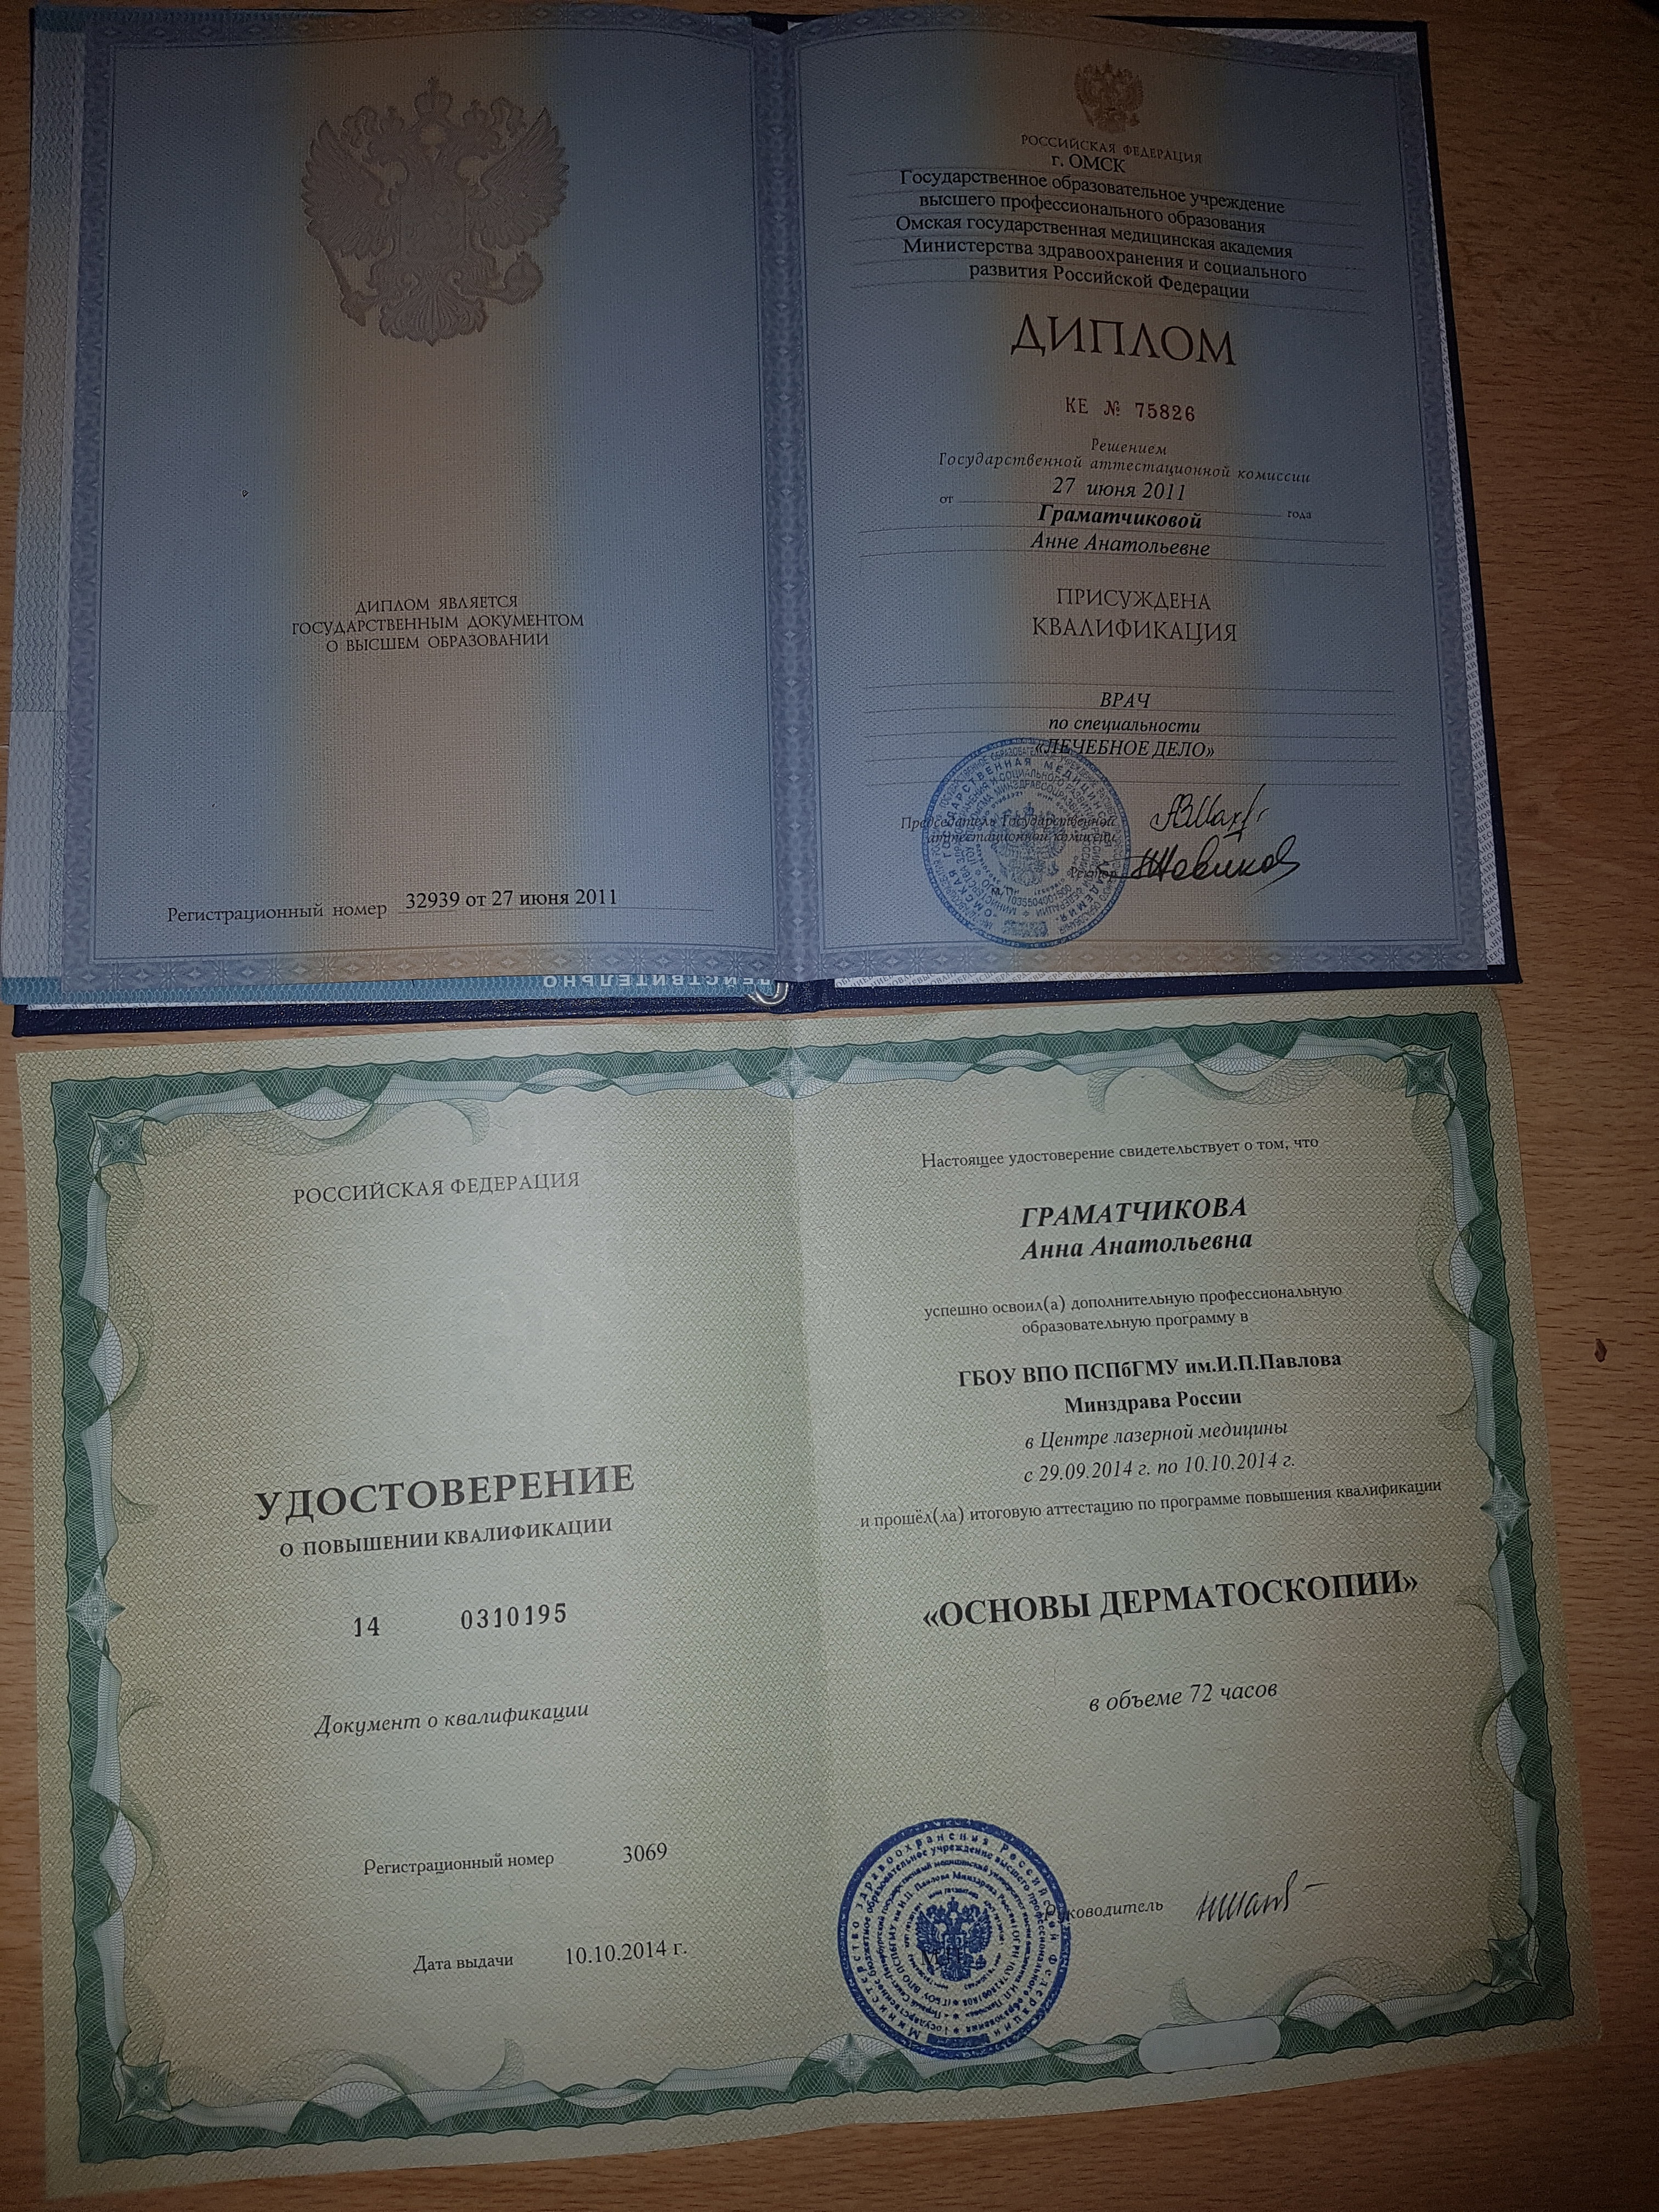 ДИПЛОМ ЯВЛЯЕТСЯ
ГОСУДАРСТВЕННЫМ ДОКУМЕНТОМ
О ВЫСШЕМ ОБРАЗОВАНИИ
Регистрационный номер 32939 от 27 июня 2011
РОССИЙСКАЯ ФЕДЕРАЦИЯ
г. ОМСК
Государственное образовательное учреждение
высшего профессионального образования
Омская государственная медицинская академия
Министерства здравоохранения и социального
развития Российской Федерации
ДИПЛОМ
КЕ № 75826
Решением
Государственной аттестационной комиссии
от 27 июня 2011 года
Граматчиковой
Анне Анатольевне
ПРИСУЖДЕНА
КВАЛИФИКАЦИЯ
ВРАЧ
по специальности
«ЛЕЧЕБНОЕ ДЕЛО»
Председатель Государственной
аттестационной комиссии
Ректор
РОССИЙСКАЯ ФЕДЕРАЦИЯ
УДОСТОВЕРЕНИЕ
О ПОВЫШЕНИИ КВАЛИФИКАЦИИ
14 0310195
Документ о квалификации
Регистрационный номер 3069
Дата выдачи 10.10.2014 г.
Настоящее удостоверение свидетельствует о том, что
ГРАМАТЧИКОВА
Анна Анатольевна
успешно освоил(а) дополнительную профессиональную
образовательную программу в
ГБОУ ВПО ПСПбГМУ им.И.П.Павлова
Минздрава России
в Центре лазерной медицины
с 29.09.2014 г. по 10.10.2014 г.
и прошёл(ла) итоговую аттестацию по программе повышения квалификации
«ОСНОВЫ ДЕРМАТОСКОПИИ»
в объеме 72 часов
Руководитель
М.П.